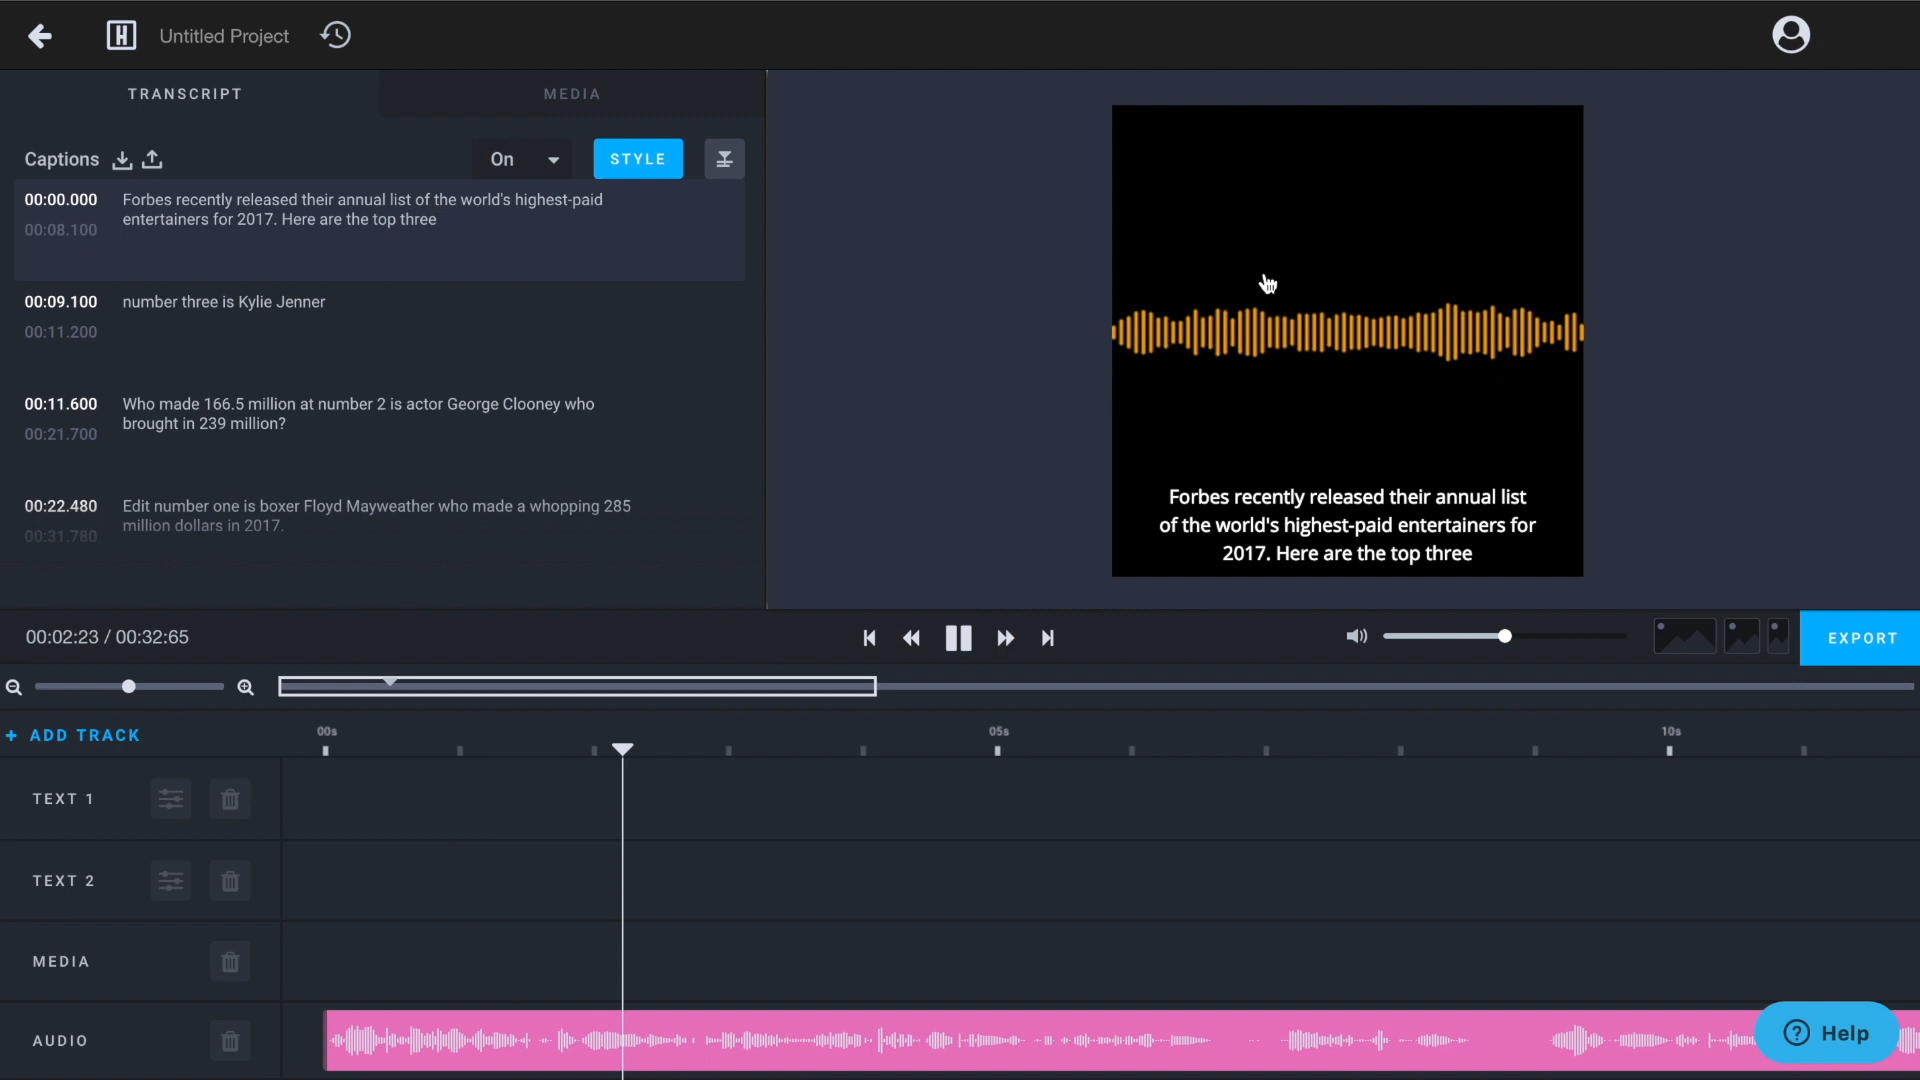 H Untitled Project
TRANSCRIPT MEDIA
Captions On STYLE
00:00.000 Forbes recently released their annual list of the world's highest-paid
entertainers for 2017. Here are the top three
00:08.100
00:09.100 number three is Kylie Jenner
00:11.200
00:11.600 Who made 166.5 million at number 2 is actor George Clooney who
brought in 239 million?
00:21.700
00:22.480 Edit number one is boxer Floyd Mayweather who made a whopping 285
million dollars in 2017.
00:31.780
Forbes recently released their annual list
of the world's highest-paid entertainers for
2017. Here are the top three
00:02:23 / 00:32:65 EXPORT
+ ADD TRACK 00s 05s 10s
TEXT 1
TEXT 2
MEDIA
AUDIO
? Help